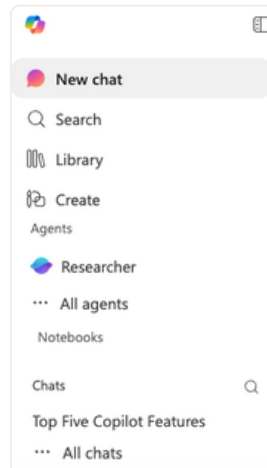 New chat
Search
Library
Create
Agents
Researcher
All agents
Notebooks
Chats
Top Five Copilot Features
All chats